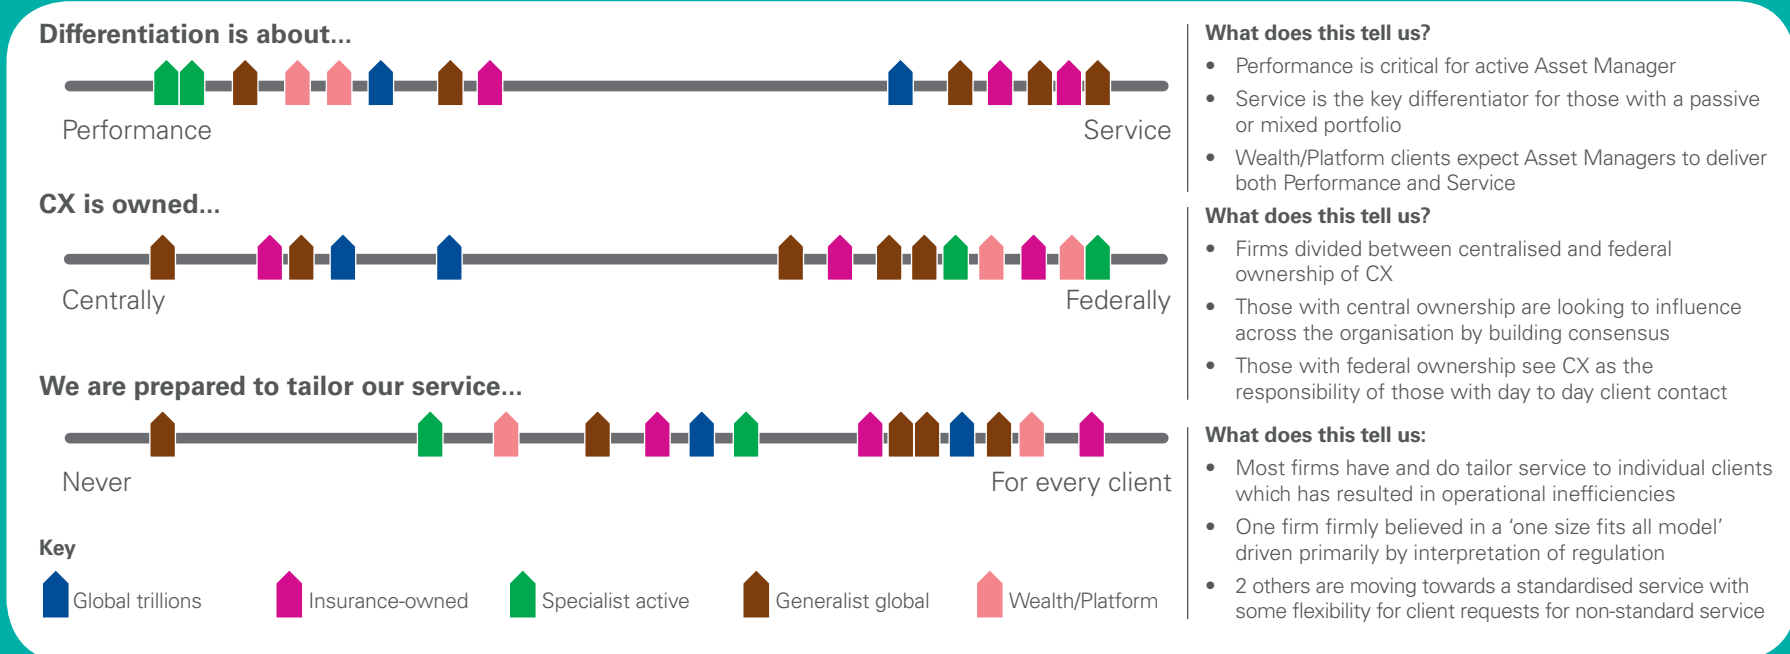 Differentiation is about...
Performance
Service
CX is owned...
Centrally
Federally
We are prepared to tailor our service...
Never
For every client
Key
Global trillions
Insurance-owned
Specialist active
Generalist global
Wealth/Platform
What does this tell us?
• Performance is critical for active Asset Manager
• Service is the key differentiator for those with a passive
or mixed portfolio
• Wealth/Platform clients expect Asset Managers to deliver
both Performance and Service
What does this tell us?
• Firms divided between centralised and federal
ownership of CX
• Those with central ownership are looking to influence
across the organisation by building consensus
• Those with federal ownership see CX as the
responsibility of those with day to day client contact
What does this tell us:
• Most firms have and do tailor service to individual clients
which has resulted in operational inefficiencies
• One firm firmly believed in a ‘one size fits all model’
driven primarily by interpretation of regulation
• 2 others are moving towards a standardised service with
some flexibility for client requests for non-standard service